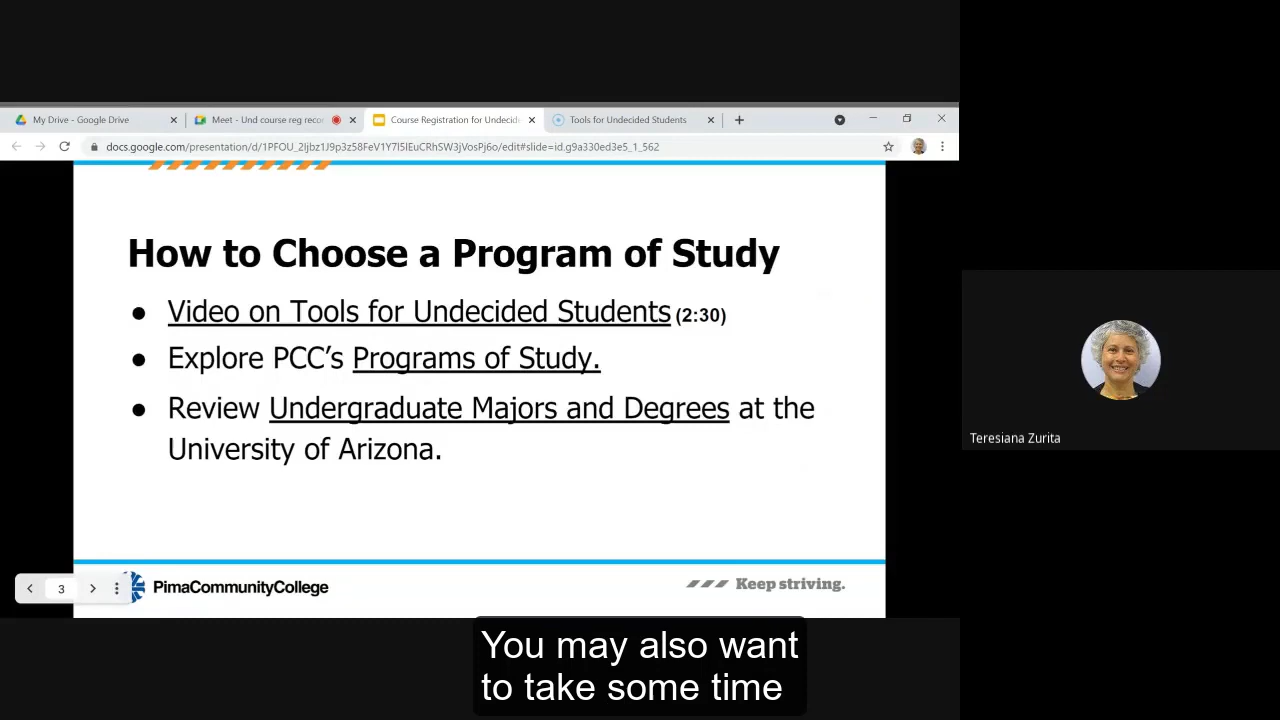 My Drive - Google Drive
Meet - Und course reg reco
Course Registration for Undecid
Tools for Undecided Students
docs.google.com/presentation/d/1PFOU_2ljbz1J9p3z58FeV1Y7I5IEuCRhSW3jVosPj6o/edit#slide=id.g9a330ed3e5_1_562
How to Choose a Program of Study
● Video on Tools for Undecided Students (2:30)
● Explore PCC’s Programs of Study.
● Review Undergraduate Majors and Degrees at the
University of Arizona.
Teresiana Zurita
3
PimaCommunityCollege
Keep striving.
You may also want
to take some time